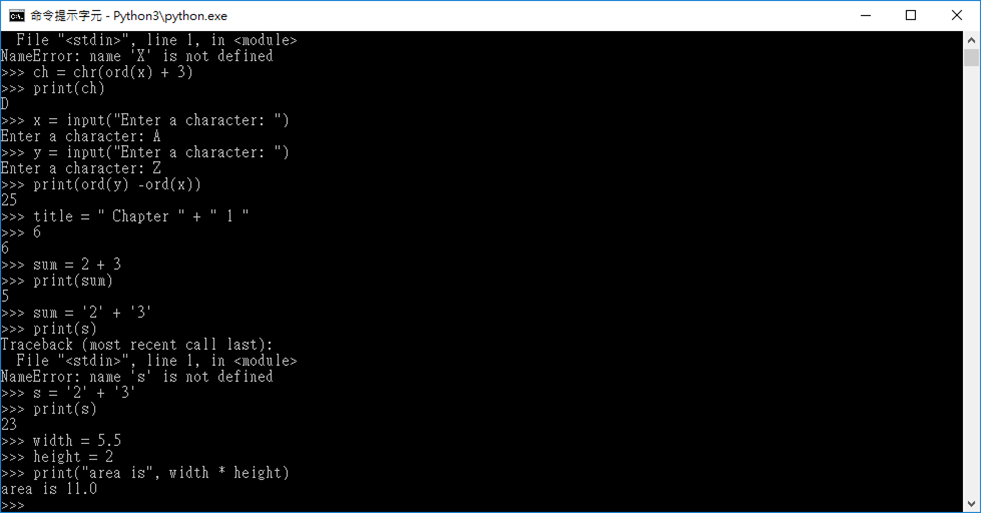 命令提示字元 - Python3\python.exe
  File "<stdin>", line 1, in <module>
NameError: name 'X' is not defined
>>> ch = chr(ord(x) + 3)
>>> print(ch)
D
>>> x = input("Enter a character: ")
Enter a character: A
>>> y = input("Enter a character: ")
Enter a character: Z
>>> print(ord(y) -ord(x))
25
>>> title = " Chapter " + " 1 "
>>> 6
6
>>> sum = 2 + 3
>>> print(sum)
5
>>> sum = '2' + '3'
>>> print(s)
Traceback (most recent call last):
  File "<stdin>", line 1, in <module>
NameError: name 's' is not defined
>>> s = '2' + '3'
>>> print(s)
23
>>> width = 5.5
>>> height = 2
>>> print("area is", width * height)
area is 11.0
>>>